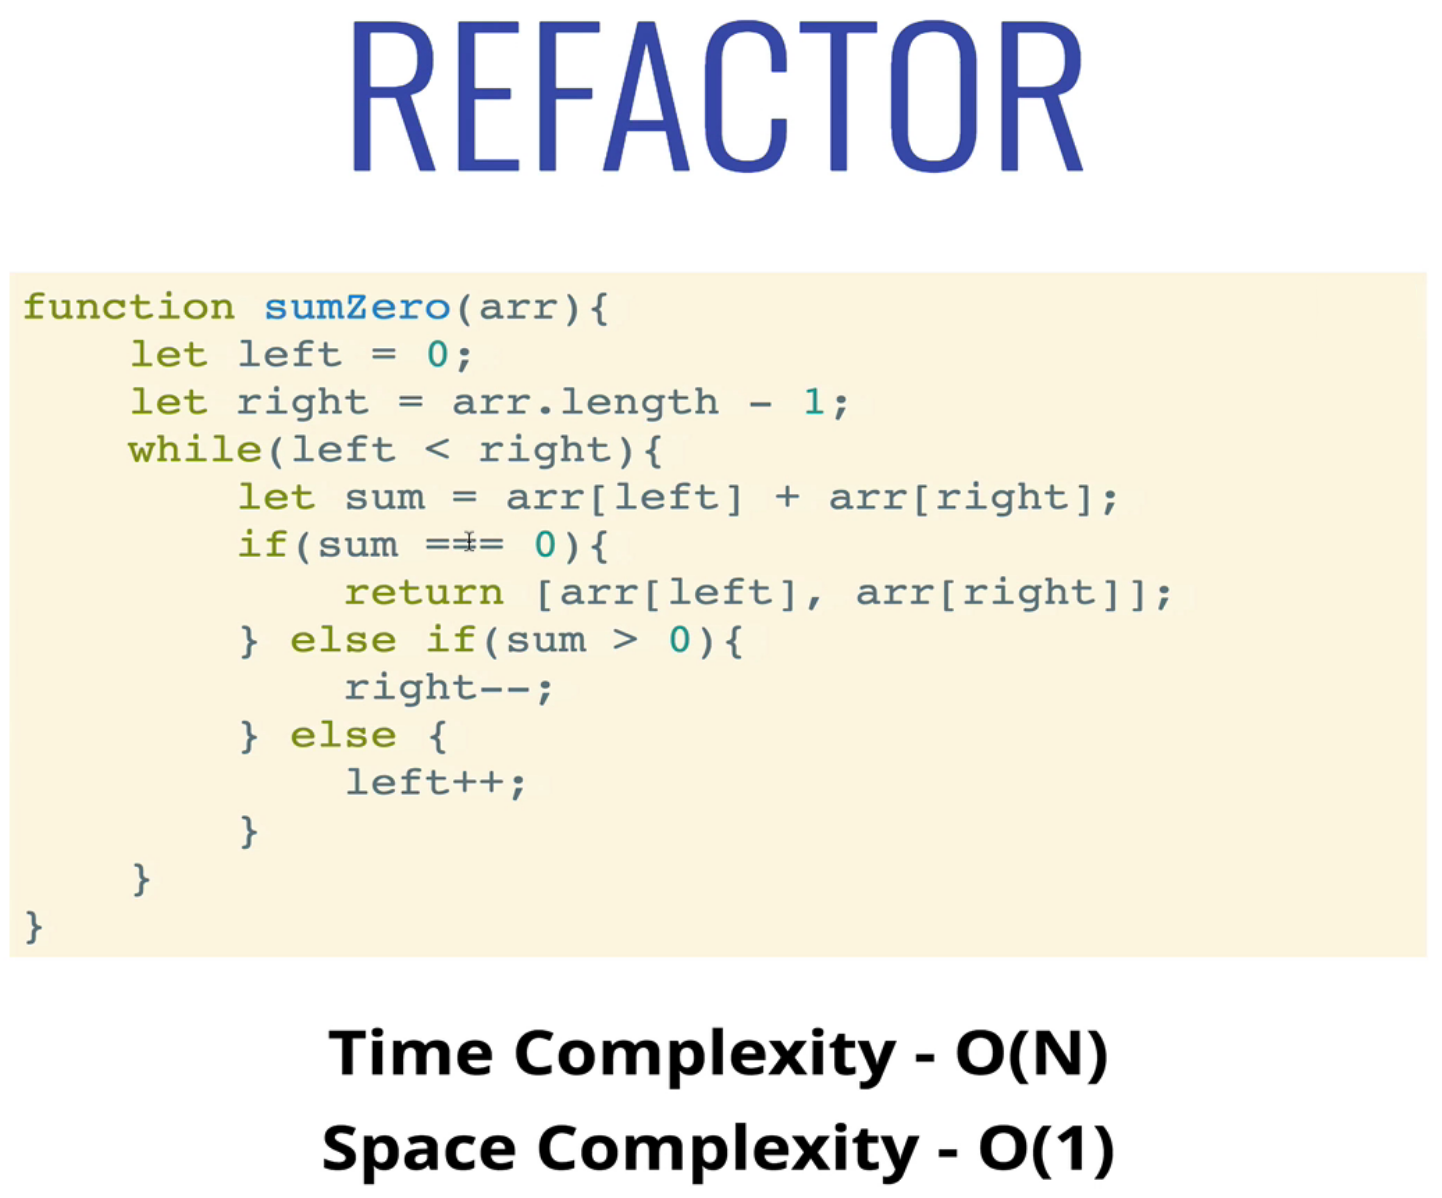 REFACTOR
function sumZero(arr){
    let left = 0;
    let right = arr.length - 1;
    while(left < right){
        let sum = arr[left] + arr[right];
        if(sum === 0){
            return [arr[left], arr[right]];
        } else if(sum > 0){
            right--;
        } else {
            left++;
        }
    }
}
Time Complexity - O(N)
Space Complexity - O(1)